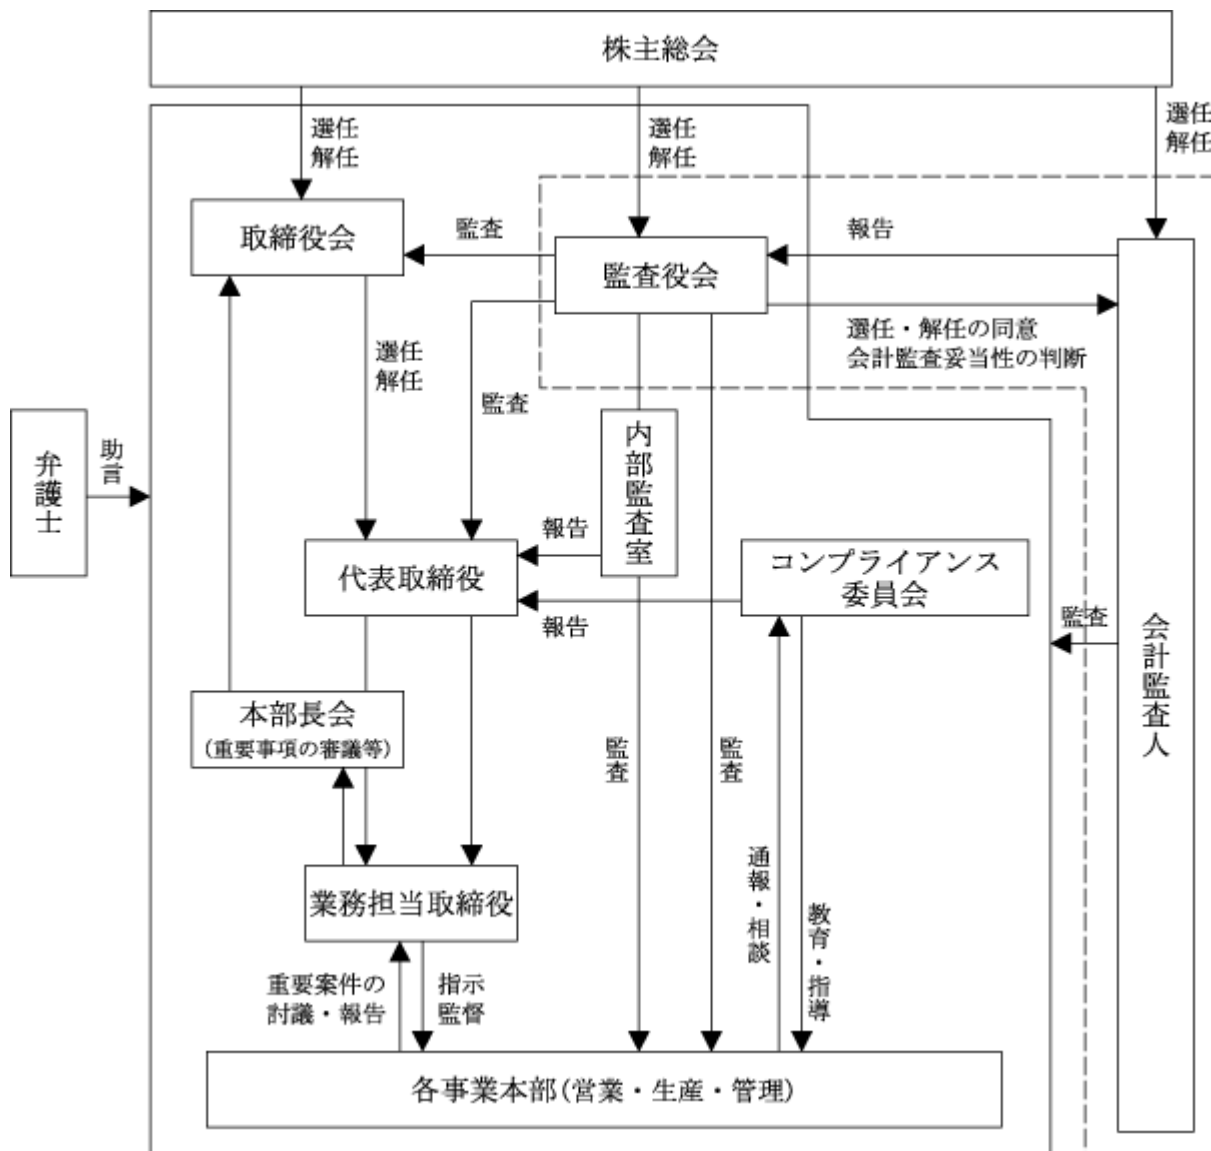 株主総会
選任
解任
選任
解任
選任
解任
取締役会
監査
監査役会
報告
選任・解任の同意
会計監査妥当性の判断
選任
解任
監査
弁護士
助言
内部監査室
報告
代表取締役
報告
コンプライアンス
委員会
監査
会計監査人
本部長会
(重要事項の審議等)
監査
監査
通報・相談
教育・指導
業務担当取締役
重要案件の
討議・報告
指示
監督
各事業本部(営業・生産・管理)